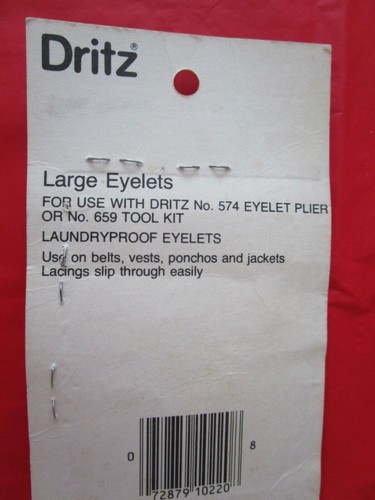 Dritz®
Large Eyelets
FOR USE WITH DRITZ No. 574 EYELET PLIER
OR No. 659 TOOL KIT
LAUNDRYPROOF EYELETS
Use on belts, vests, ponchos and jackets
Lacings slip through easily
0 8
72879 10220